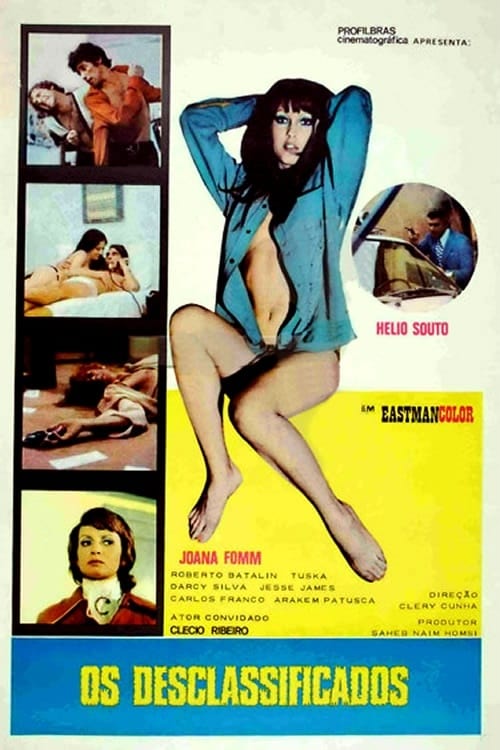 PROFILBRAS
cinematográfica APRESENTA:
HELIO SOUTO
EM EASTMANCOLOR
JOANA FOMM
ROBERTO BATALIN TUSKA
DARCY SILVA JESSE JAMES
CARLOS FRANCO ARAKEM PATUSCA
ATOR CONVIDADO
CLECIO RIBEIRO
DIREÇÃO
CLERY CUNHA
PRODUTOR
SAHEB NAIM HOMSI
OS DESCLASSIFICADOS